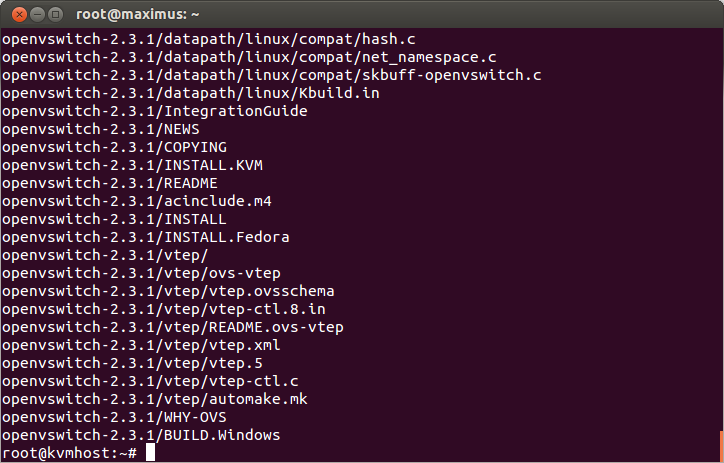 root@maximus: ~
openvswitch-2.3.1/datapath/linux/compat/hash.c
openvswitch-2.3.1/datapath/linux/compat/net_namespace.c
openvswitch-2.3.1/datapath/linux/compat/skbuff-openvswitch.c
openvswitch-2.3.1/datapath/linux/Kbuild.in
openvswitch-2.3.1/IntegrationGuide
openvswitch-2.3.1/NEWS
openvswitch-2.3.1/COPYING
openvswitch-2.3.1/INSTALL.KVM
openvswitch-2.3.1/README
openvswitch-2.3.1/acinclude.m4
openvswitch-2.3.1/INSTALL
openvswitch-2.3.1/INSTALL.Fedora
openvswitch-2.3.1/vtep/
openvswitch-2.3.1/vtep/ovs-vtep
openvswitch-2.3.1/vtep/vtep.ovsschema
openvswitch-2.3.1/vtep/vtep-ctl.8.in
openvswitch-2.3.1/vtep/README.ovs-vtep
openvswitch-2.3.1/vtep/vtep.xml
openvswitch-2.3.1/vtep/vtep.5
openvswitch-2.3.1/vtep/vtep-ctl.c
openvswitch-2.3.1/vtep/automake.mk
openvswitch-2.3.1/WHY-OVS
openvswitch-2.3.1/BUILD.Windows
root@kvmhost:~#